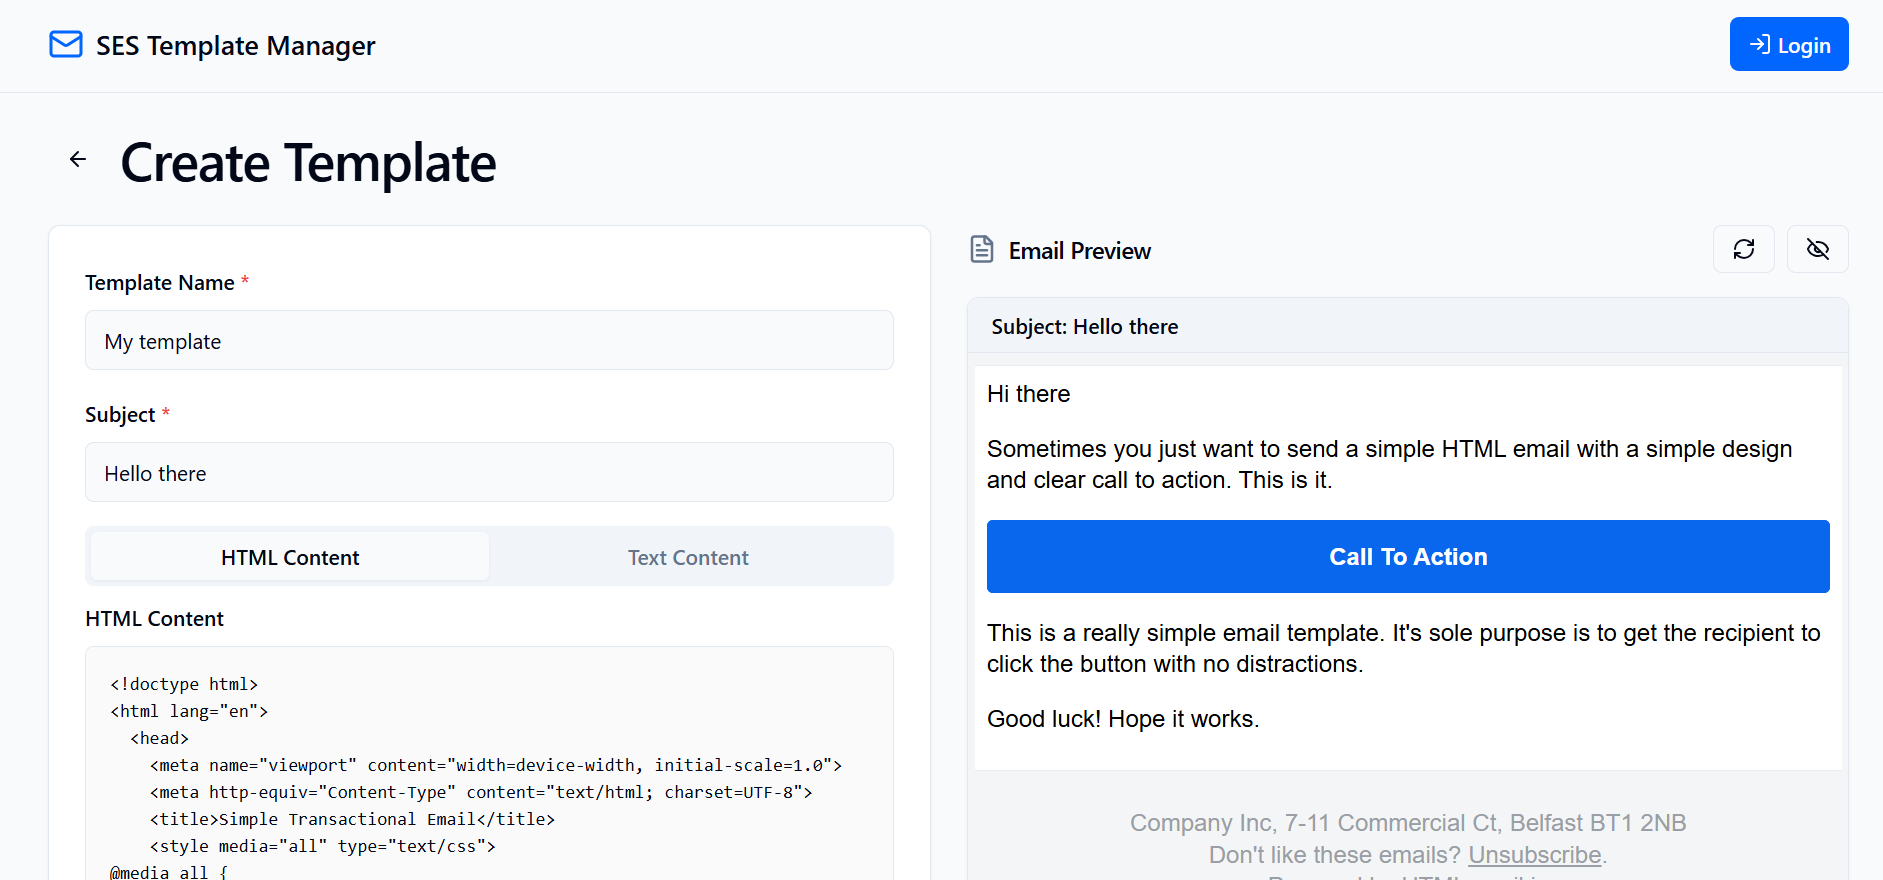 SES Template Manager
Login
Create Template
Template Name *
My template
Subject *
Hello there
HTML Content
Text Content
HTML Content
<!doctype html>
<html lang="en">
  <head>
    <meta name="viewport" content="width=device-width, initial-scale=1.0">
    <meta http-equiv="Content-Type" content="text/html; charset=UTF-8">
    <title>Simple Transactional Email</title>
    <style media="all" type="text/css">
@media all {
Email Preview
Subject: Hello there
Hi there
Sometimes you just want to send a simple HTML email with a simple design
and clear call to action. This is it.
Call To Action
This is a really simple email template. It's sole purpose is to get the recipient to
click the button with no distractions.
Good luck! Hope it works.
Company Inc, 7-11 Commercial Ct, Belfast BT1 2NB
Don't like these emails? Unsubscribe.